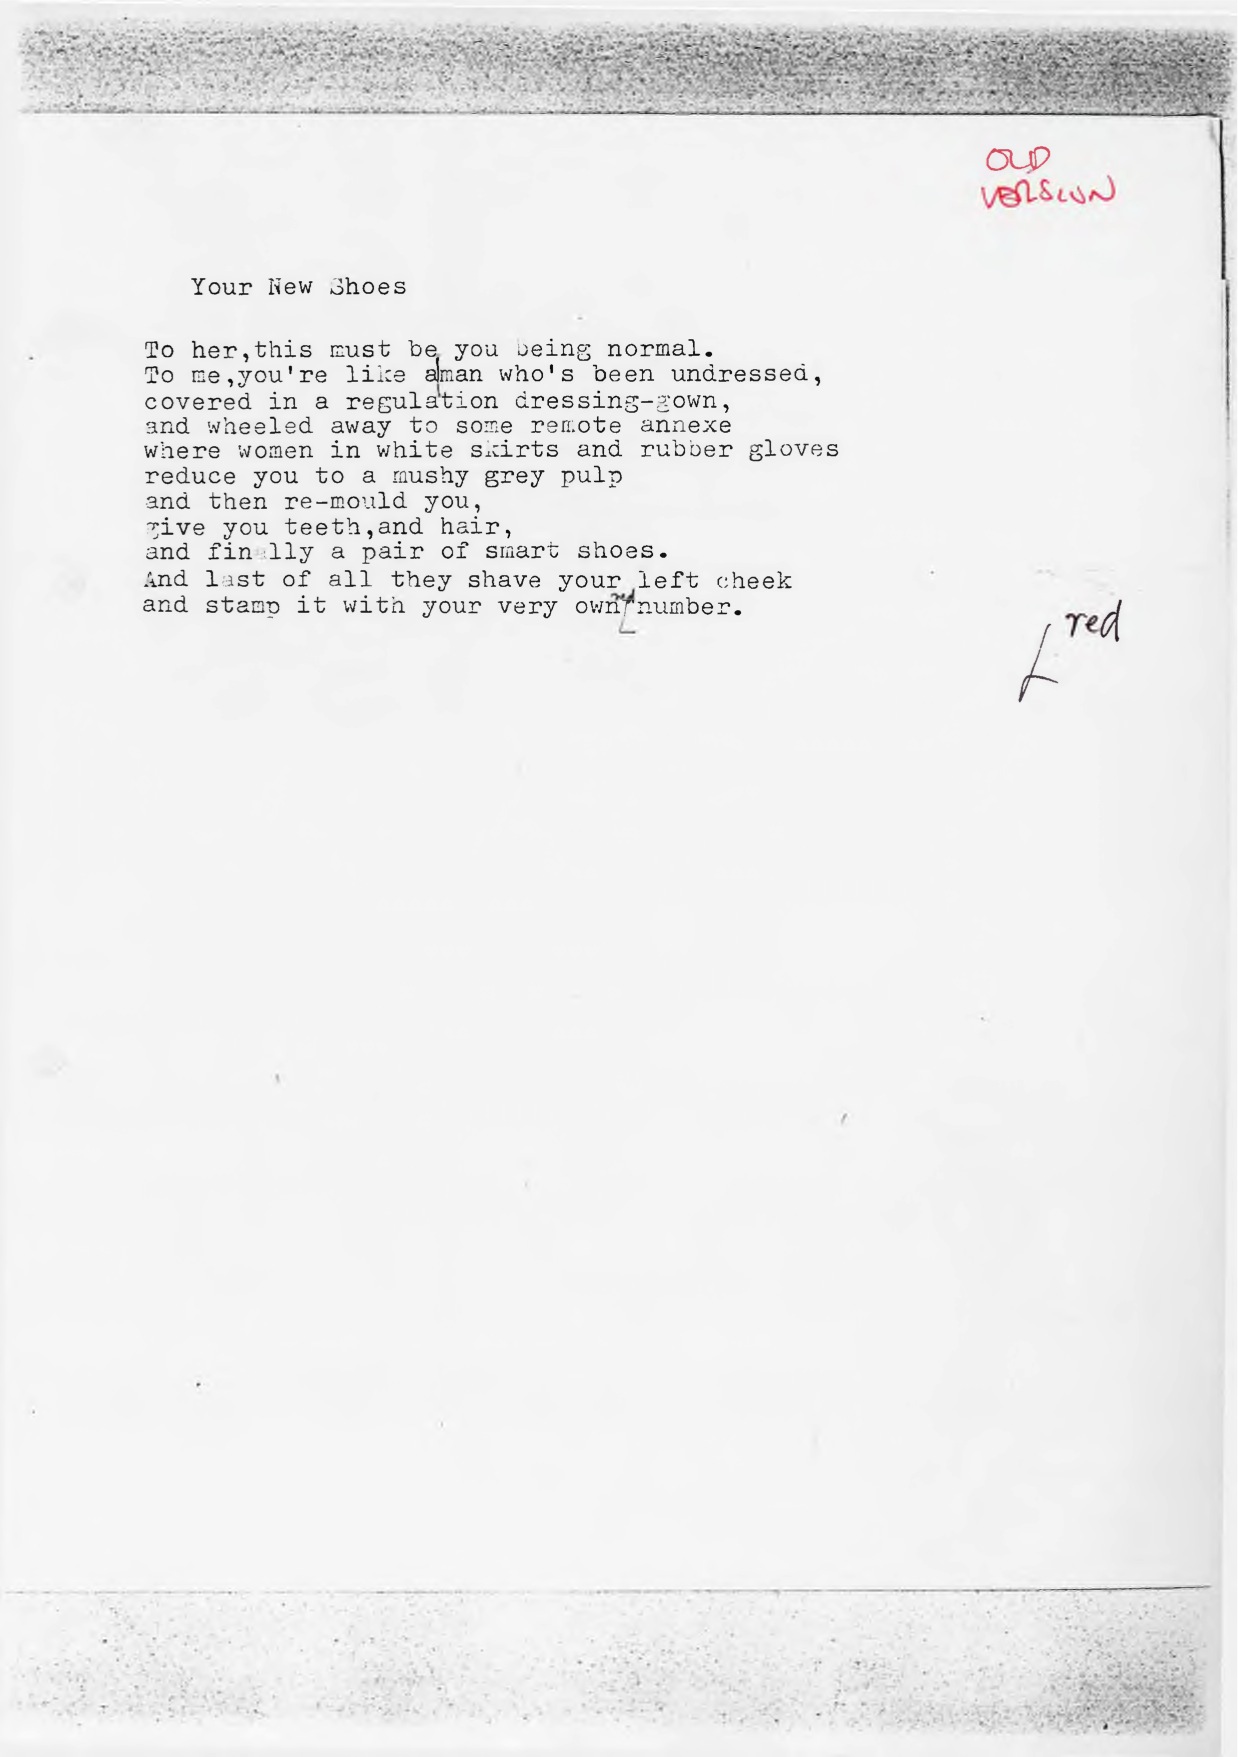 OLD
VERSION
Your New Shoes
To her,this must be you being normal.
To me,you're like a|man who's been undressed,
covered in a regulation dressing-gown,
and wheeled away to some remote annexe
where women in white skirts and rubber gloves
reduce you to a mushy grey pulp
and then re-mould you,
give you teeth,and hair,
and finally a pair of smart shoes.
And last of all they shave your left cheek
and stamp it with your very own red number.
red